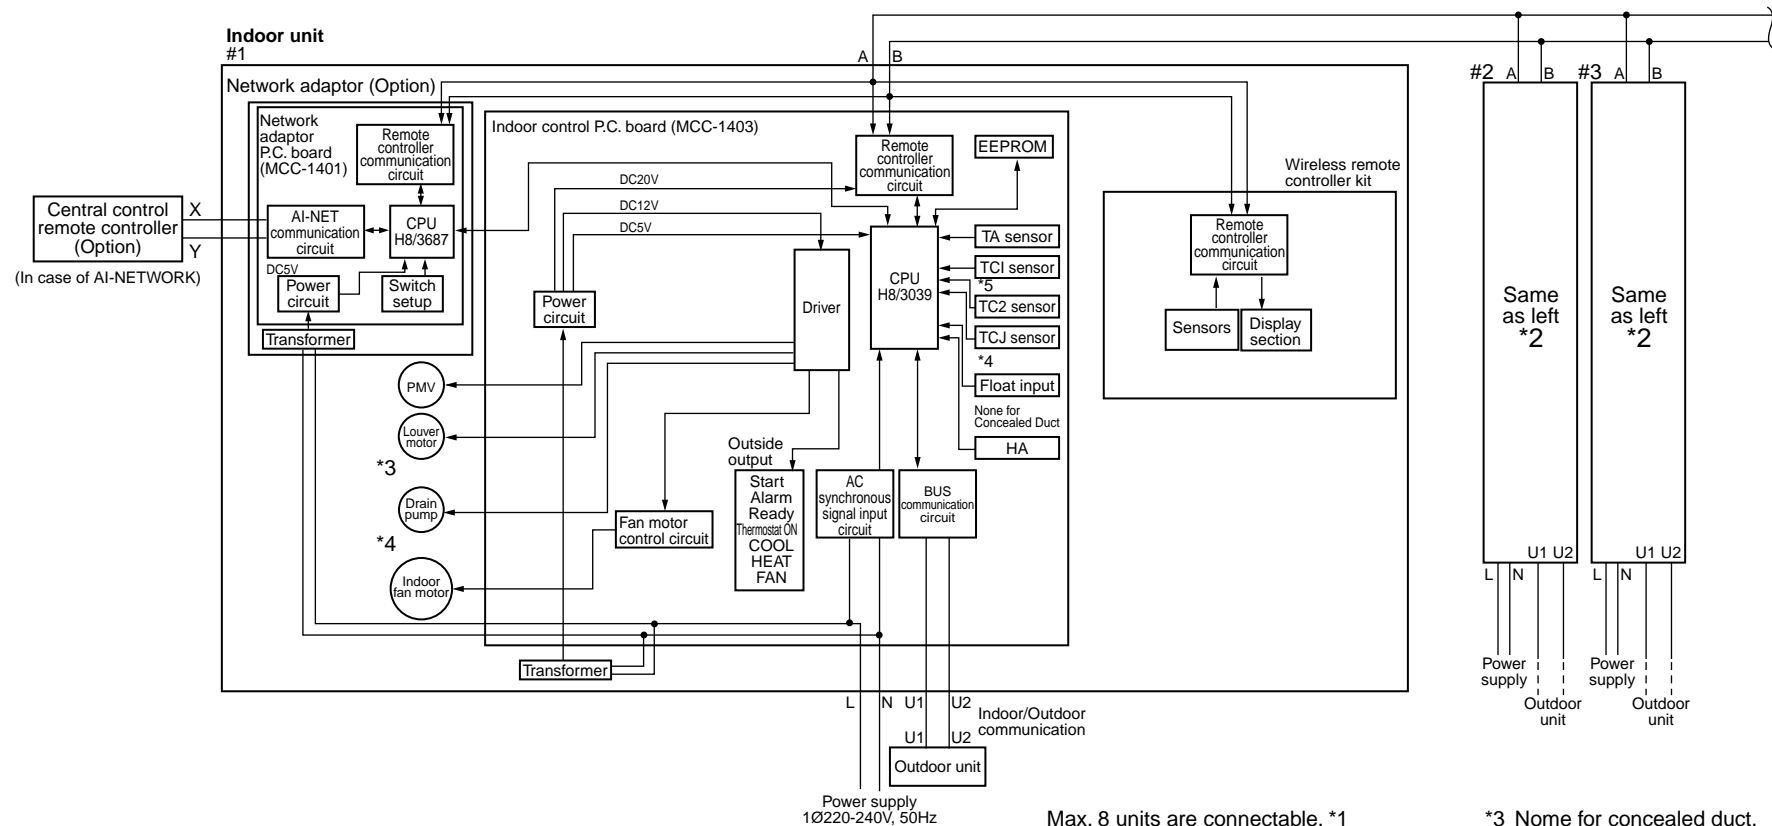 Indoor unit
#1
A B
Network adaptor (Option)
Network
adaptor
P.C. board
(MCC-1401)
Remote
controller
communication
circuit
Central control
remote controller
(Option)
X
Y
(In case of AI-NETWORK)
AI-NET
communication
circuit
CPU
H8/3687
DC5V
Power
circuit
Switch
setup
Transformer
Indoor control P.C. board (MCC-1403)
Remote
controller
communication
circuit
EEPROM
DC20V
DC12V
DC5V
Power
circuit
Driver
CPU
H8/3039
TA sensor
TCI sensor
*5
TC2 sensor
TCJ sensor
*4
Float input
None for
Concealed Duct
HA
PMV
Louver
motor
*3
Drain
pump
*4
Indoor
fan motor
Fan motor
control circuit
Outside
output
Start
Alarm
Ready
Thermostat ON
COOL
HEAT
FAN
AC
synchronous
signal input
circuit
BUS
communication
circuit
Transformer
Wireless remote
controller kit
Remote
controller
communication
circuit
Sensors
Display
section
L N U1 U2
Indoor/Outdoor
communication
U1 U2
Outdoor unit
Power supply
1Ø220-240V, 50Hz
#2 A B
Same
as left
*2
U1 U2
L N
Power
supply
Outdoor
unit
#3 A B
Same
as left
*2
U1 U2
L N
Power
supply
Outdoor
unit
Max. 8 units are connectable. *1
*3 Nome for concealed duct.